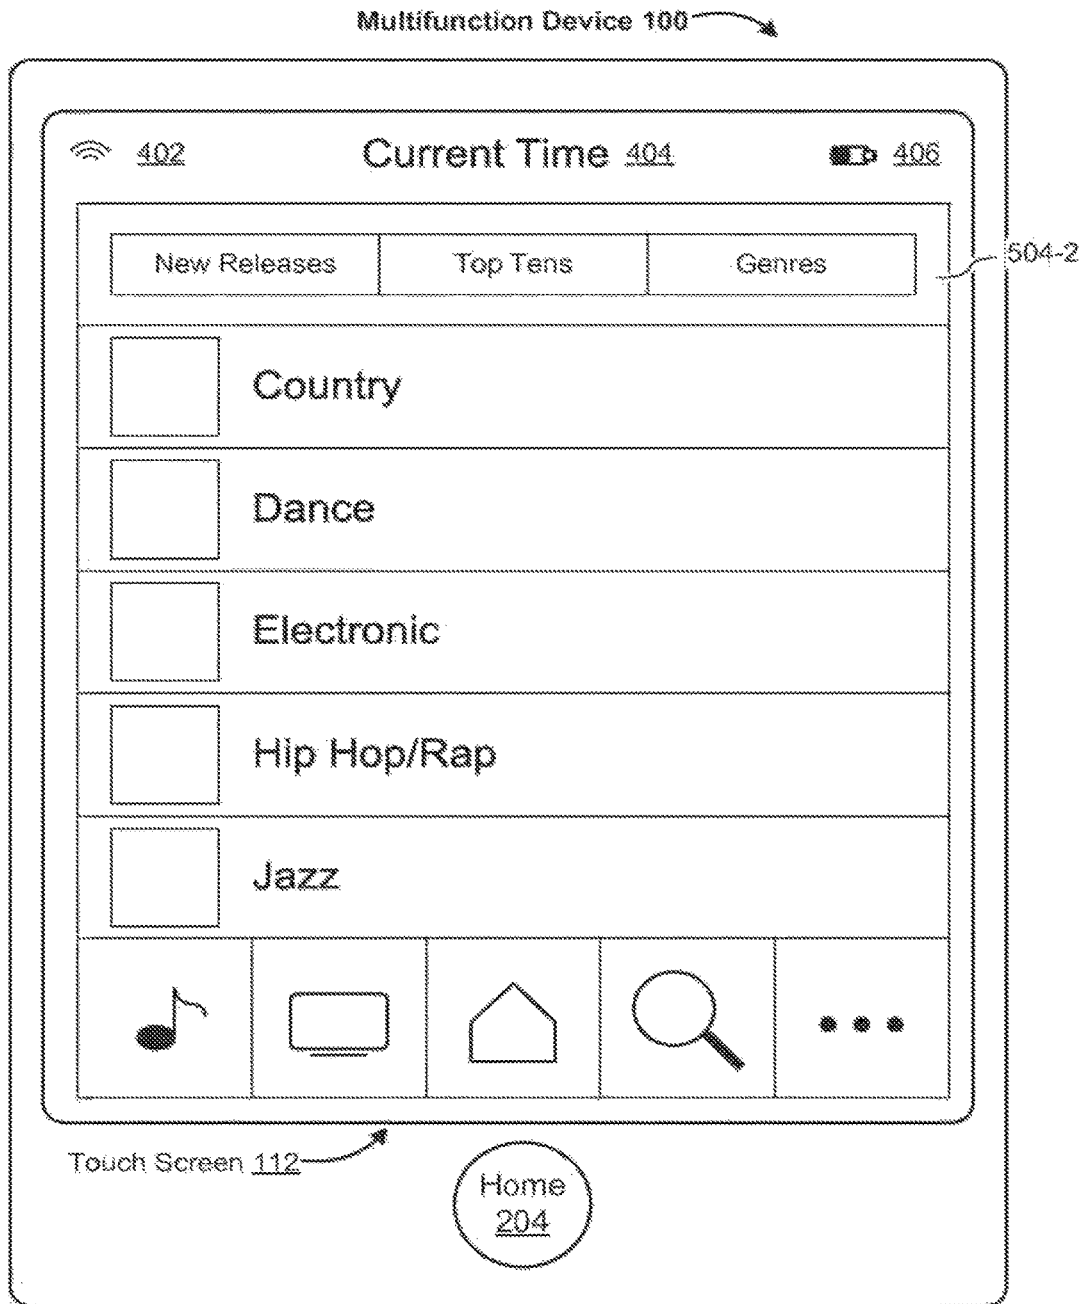 Multifunction Device 100
402 Current Time 404 406
New Releases Top Tens Genres
504-2
Country
Dance
Electronic
Hip Hop/Rap
Jazz
Touch Screen 112
Home
204